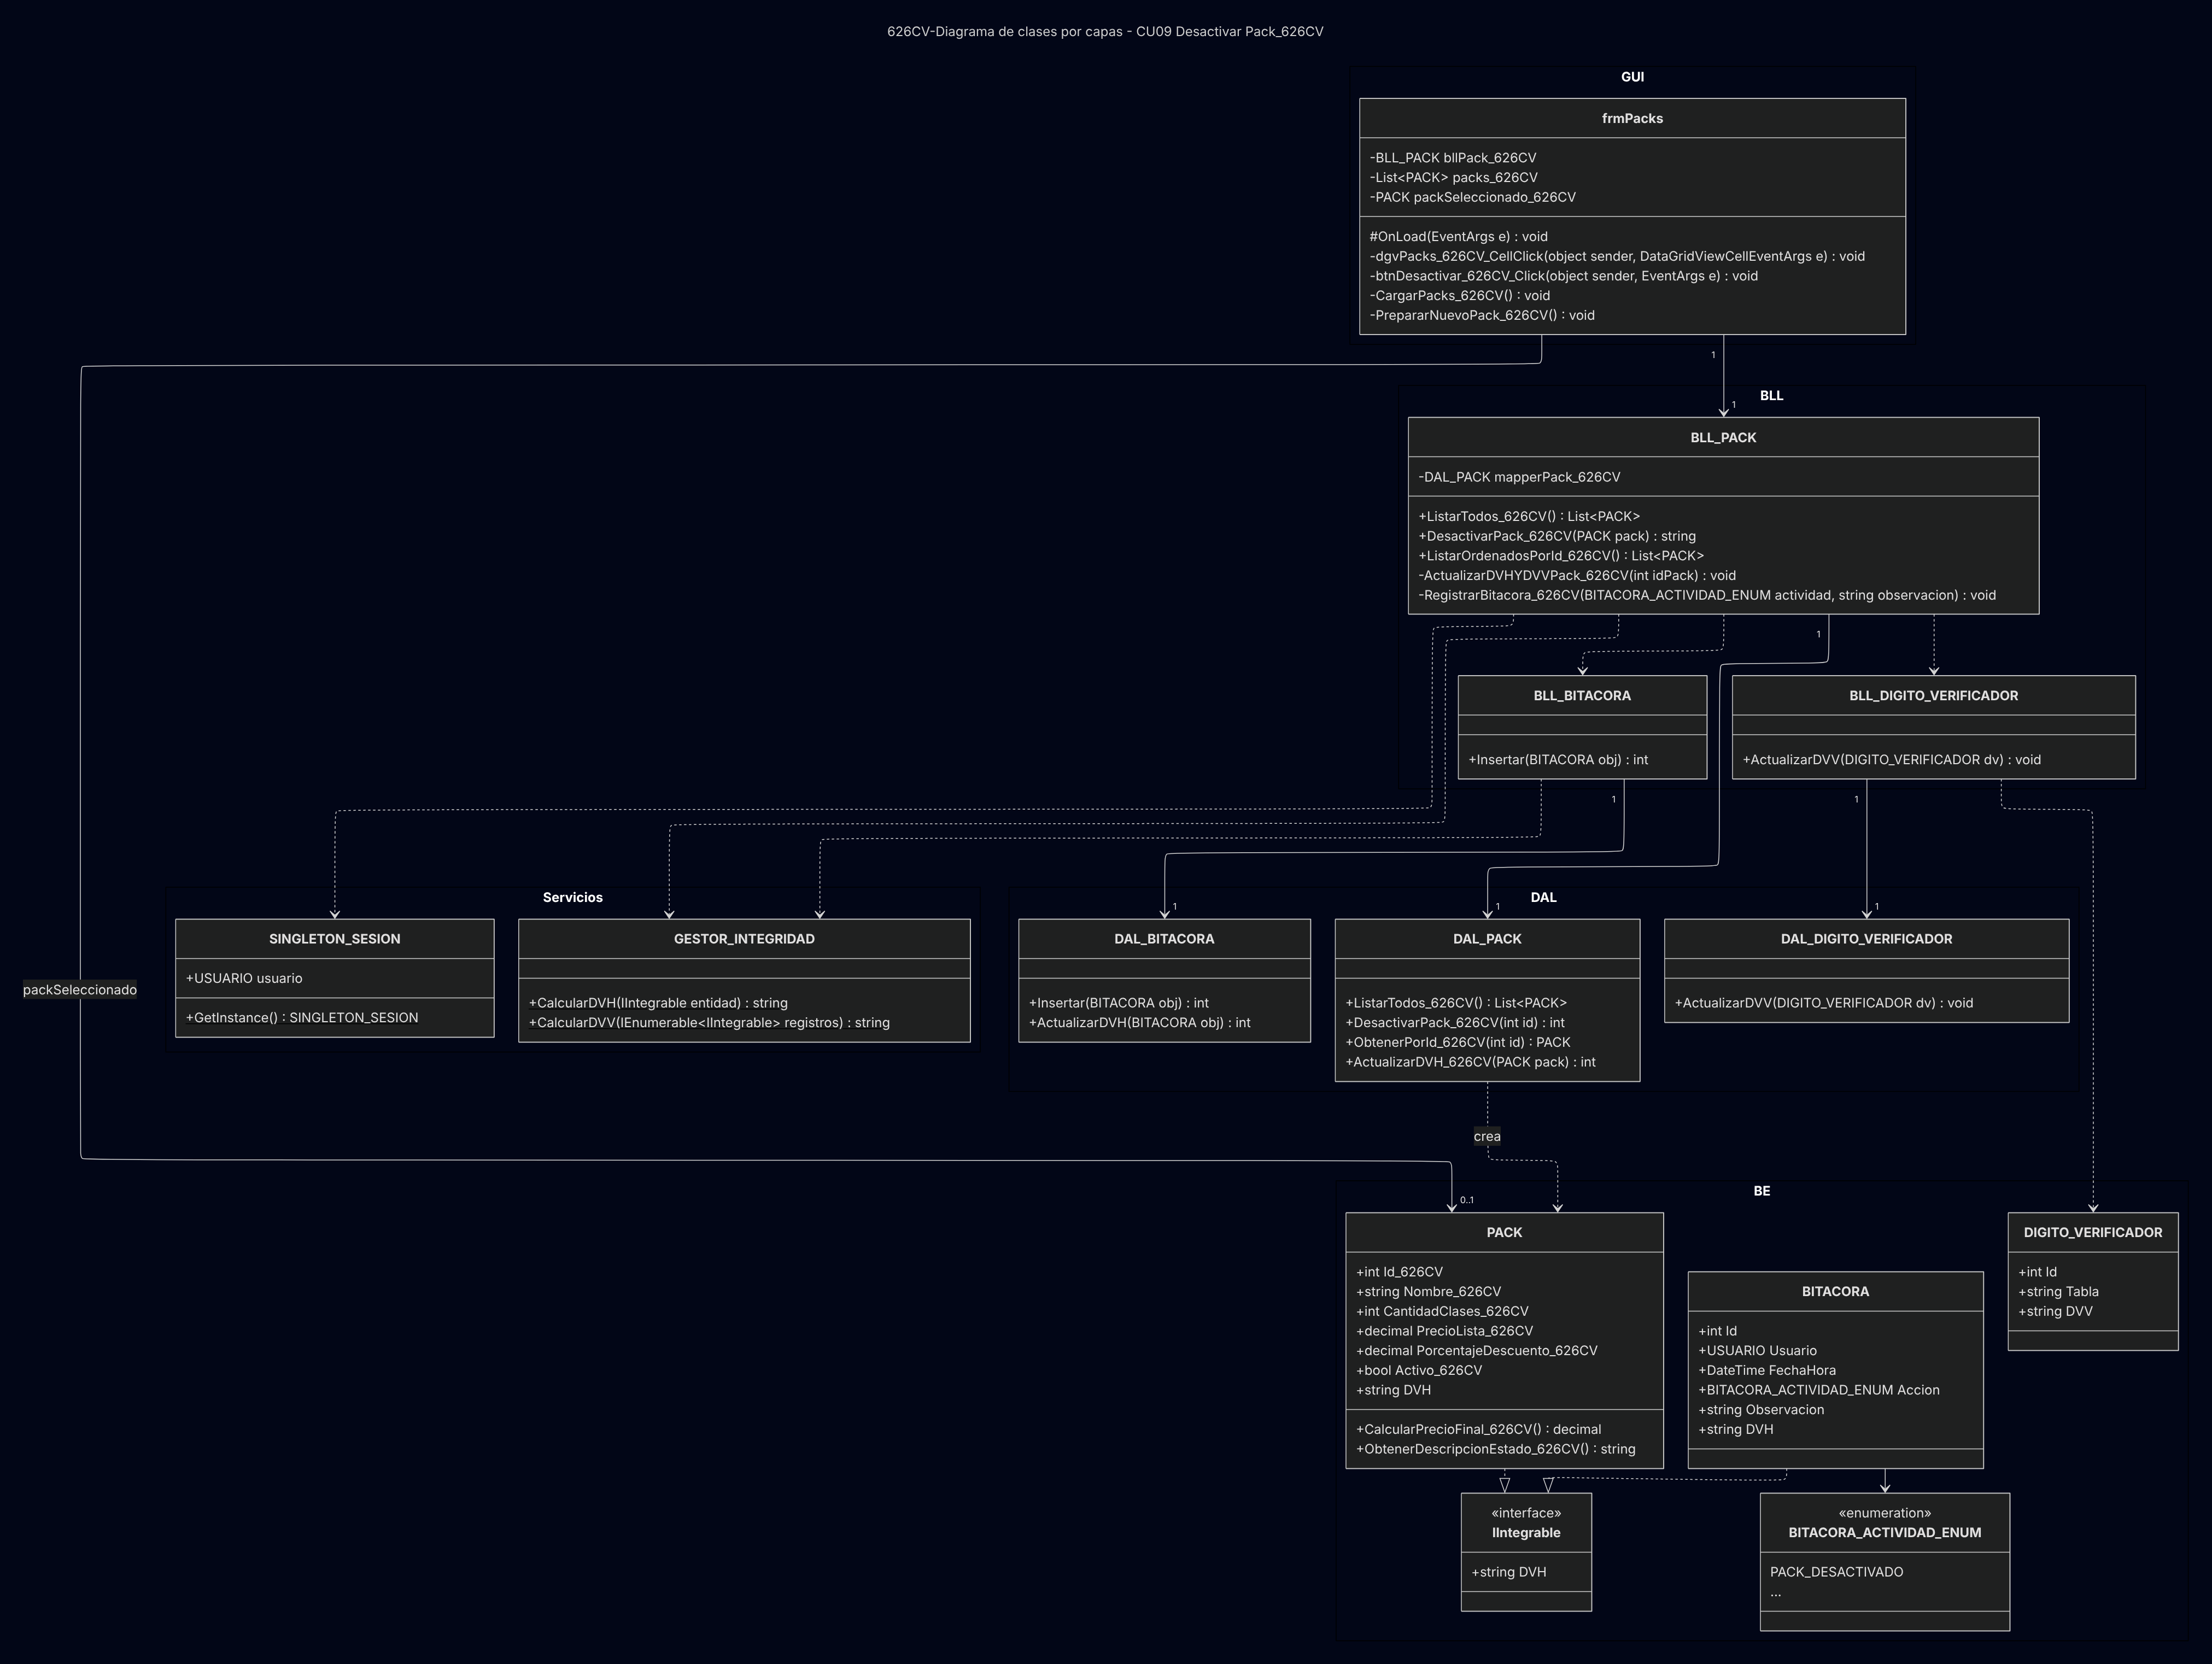 626CV-Diagrama de clases por capas - CU09 Desactivar Pack_626CV
GUI
frmPacks
-BLL_PACK bllPack_626CV
-List<PACK> packs_626CV
-PACK packSeleccionado_626CV
#OnLoad(EventArgs e) : void
-dgvPacks_626CV_CellClick(object sender, DataGridViewCellEventArgs e) : void
-btnDesactivar_626CV_Click(object sender, EventArgs e) : void
-CargarPacks_626CV() : void
-PrepararNuevoPack_626CV() : void
1
1
BLL
BLL_PACK
-DAL_PACK mapperPack_626CV
+ListarTodos_626CV() : List<PACK>
+DesactivarPack_626CV(PACK pack) : string
+ListarOrdenadosPorId_626CV() : List<PACK>
-ActualizarDVHYDVVPack_626CV(int idPack) : void
-RegistrarBitacora_626CV(BITACORA_ACTIVIDAD_ENUM actividad, string observacion) : void
1
BLL_BITACORA
+Insertar(BITACORA obj) : int
BLL_DIGITO_VERIFICADOR
+ActualizarDVV(DIGITO_VERIFICADOR dv) : void
1
1
Servicios
SINGLETON_SESION
+USUARIO usuario
+GetInstance() : SINGLETON_SESION
GESTOR_INTEGRIDAD
+CalcularDVH(IIntegrable entidad) : string
+CalcularDVV(IEnumerable<IIntegrable> registros) : string
DAL
1
1
1
DAL_BITACORA
+Insertar(BITACORA obj) : int
+ActualizarDVH(BITACORA obj) : int
DAL_PACK
+ListarTodos_626CV() : List<PACK>
+DesactivarPack_626CV(int id) : int
+ObtenerPorId_626CV(int id) : PACK
+ActualizarDVH_626CV(PACK pack) : int
DAL_DIGITO_VERIFICADOR
+ActualizarDVV(DIGITO_VERIFICADOR dv) : void
packSeleccionado
crea
0..1
BE
PACK
+int Id_626CV
+string Nombre_626CV
+int CantidadClases_626CV
+decimal PrecioLista_626CV
+decimal PorcentajeDescuento_626CV
+bool Activo_626CV
+string DVH
+CalcularPrecioFinal_626CV() : decimal
+ObtenerDescripcionEstado_626CV() : string
BITACORA
+int Id
+USUARIO Usuario
+DateTime FechaHora
+BITACORA_ACTIVIDAD_ENUM Accion
+string Observacion
+string DVH
DIGITO_VERIFICADOR
+int Id
+string Tabla
+string DVV
«interface»
IIntegrable
+string DVH
«enumeration»
BITACORA_ACTIVIDAD_ENUM
PACK_DESACTIVADO
...